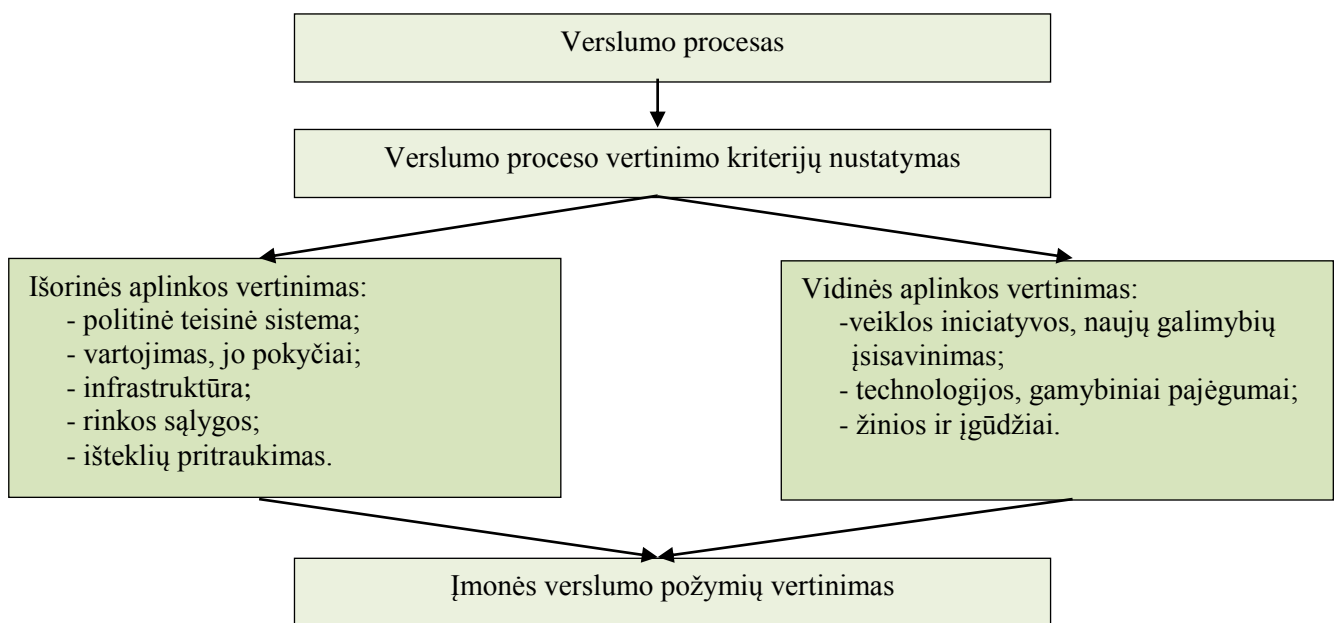 Verslumo procesas
Verslumo proceso vertinimo kriterijų nustatymas
Išorinės aplinkos vertinimas:
- politinė teisinė sistema;
- vartojimas, jo pokyčiai;
- infrastruktūra;
- rinkos sąlygos;
- išteklių pritraukimas.
Vidinės aplinkos vertinimas:
-veiklos iniciatyvos, naujų galimybių
įsisavinimas;
- technologijos, gamybiniai pajėgumai;
- žinios ir įgūdžiai.
Įmonės verslumo požymių vertinimas